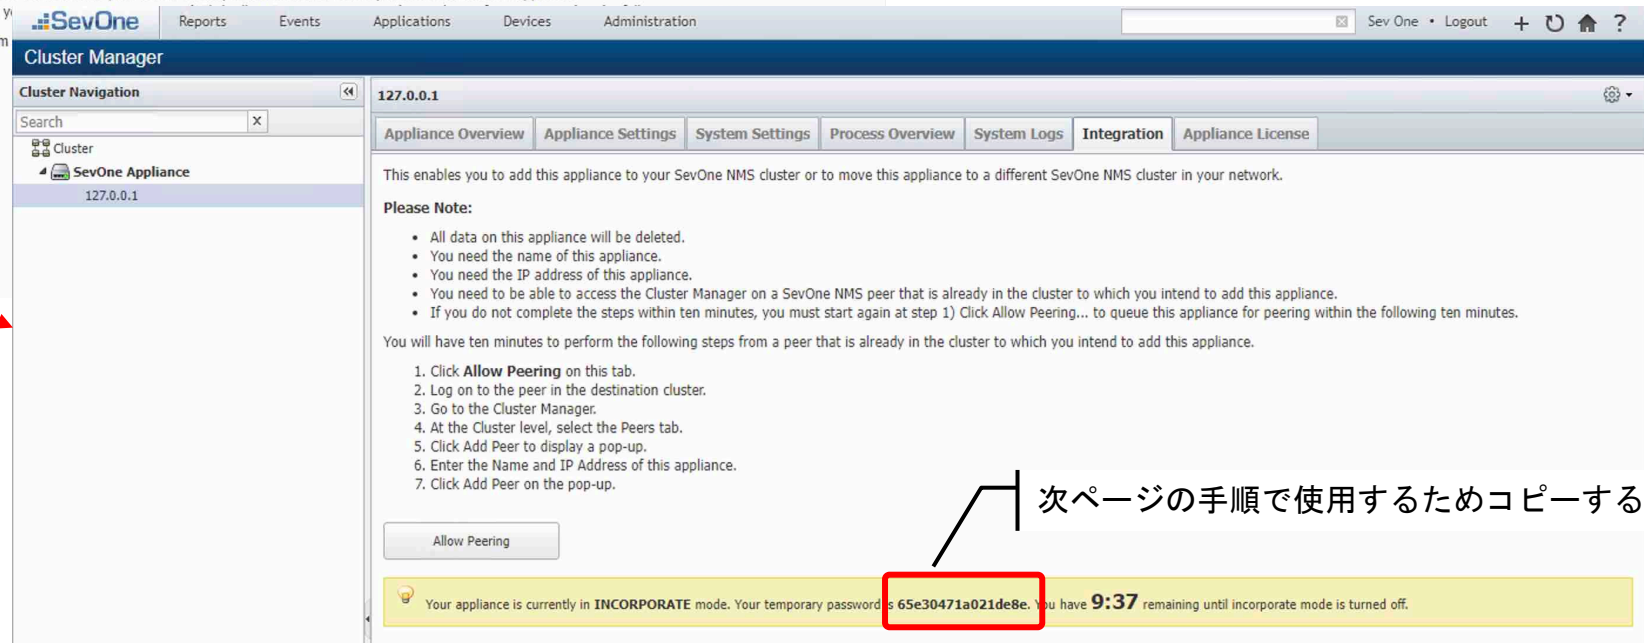 SevOne Reports Events Applications Devices Administration Sev One • Logout + ?
Cluster Manager
Cluster Navigation
127.0.0.1
Search X
Appliance Overview Appliance Settings System Settings Process Overview System Logs Integration Appliance License
Cluster
SevOne Appliance
127.0.0.1
This enables you to add this appliance to your SevOne NMS cluster or to move this appliance to a different SevOne NMS cluster in your network.
Please Note:
• All data on this appliance will be deleted.
• You need the name of this appliance.
• You need the IP address of this appliance.
• You need to be able to access the Cluster Manager on a SevOne NMS peer that is already in the cluster to which you intend to add this appliance.
• If you do not complete the steps within ten minutes, you must start again at step 1) Click Allow Peering... to queue this appliance for peering within the following ten minutes.
You will have ten minutes to perform the following steps from a peer that is already in the cluster to which you intend to add this appliance.
1. Click Allow Peering on this tab.
2. Log on to the peer in the destination cluster.
3. Go to the Cluster Manager.
4. At the Cluster level, select the Peers tab.
5. Click Add Peer to display a pop-up.
6. Enter the Name and IP Address of this appliance.
7. Click Add Peer on the pop-up.
次ページの手順で使用するためコピーする
Allow Peering
Your appliance is currently in INCORPORATE mode. Your temporary password is 65e30471a021de8e. You have 9:37 remaining until incorporate mode is turned off.